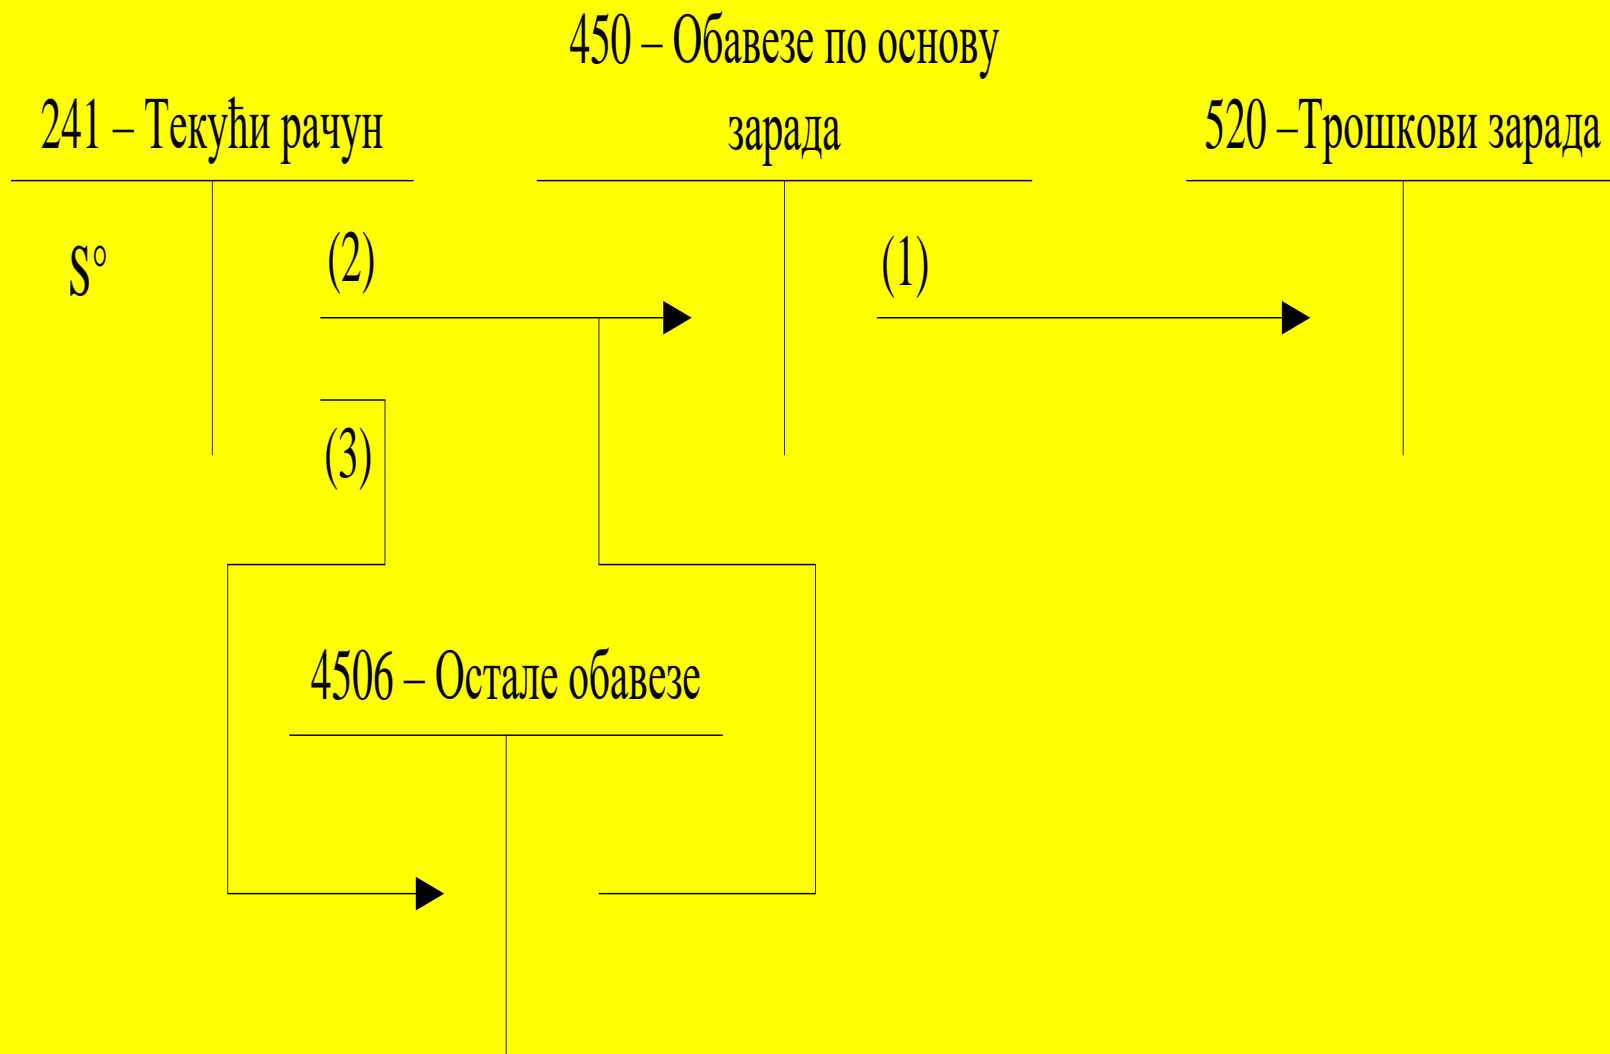 450 – Обавезе по основу
зарада
241 – Текући рачун
520 –Трошкови зарада
S°
(2)
(1)
(3)
4506 – Остале обавезе